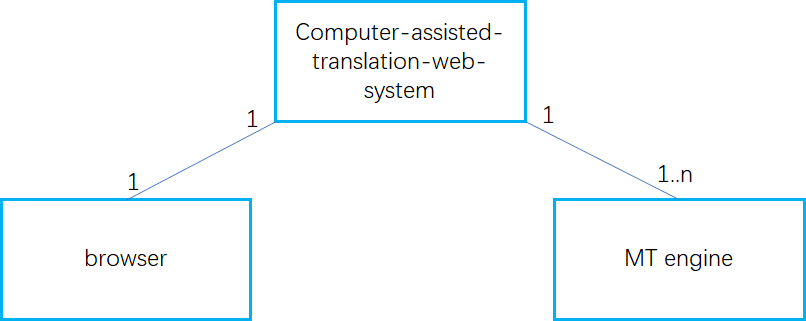 Computer-assisted-
translation-web-
system
1
1
1
1..n
browser
MT engine